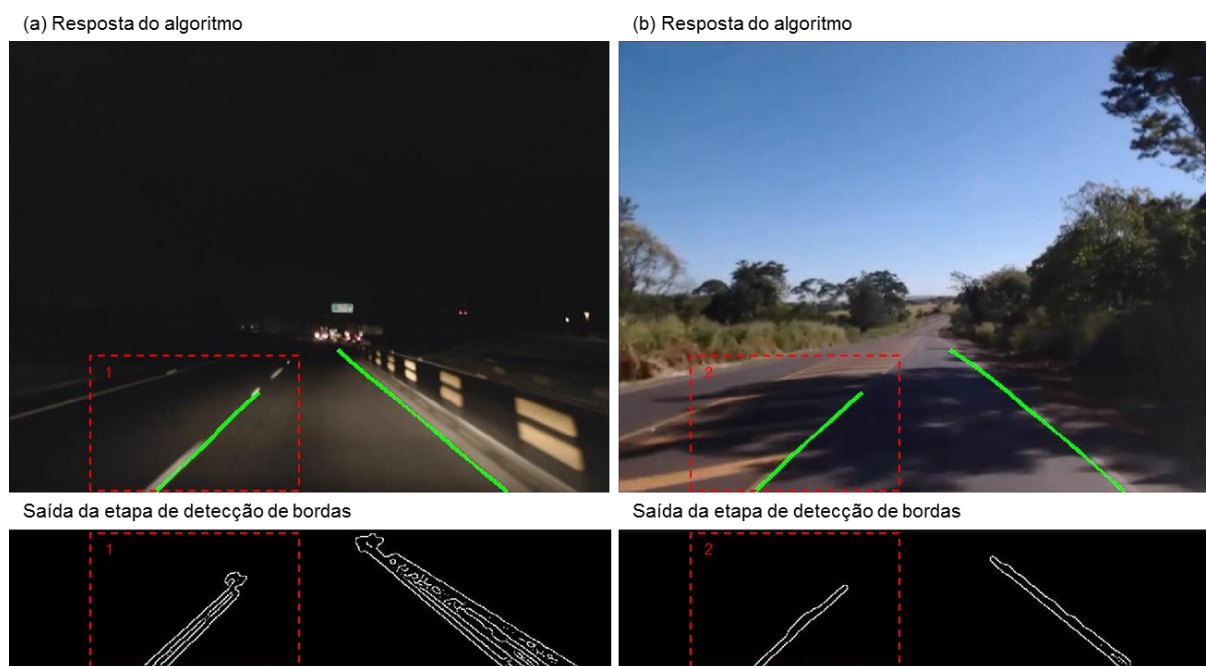 (a) Resposta do algoritmo
(b) Resposta do algoritmo
1
2
Saída da etapa de detecção de bordas
Saída da etapa de detecção de bordas
1
2